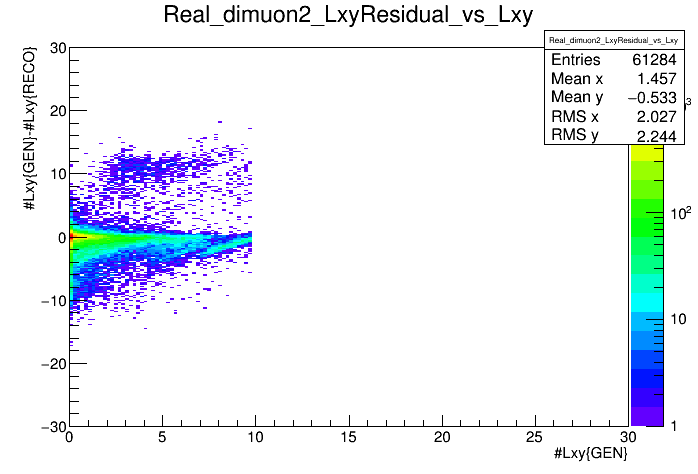 Real_dimuon2_LxyResidual_vs_Lxy
Real_dimuon2_LxyResidual_vs_Lxy
Entries 61284
Mean x 1.457
Mean y −0.533
RMS x 2.027
RMS y 2.244
#Lxy{GEN}-#Lxy{RECO}
30
20
10
0
−10
−20
−30
0 5 10 15 20 25 30
#Lxy{GEN}
3
10²
10
1